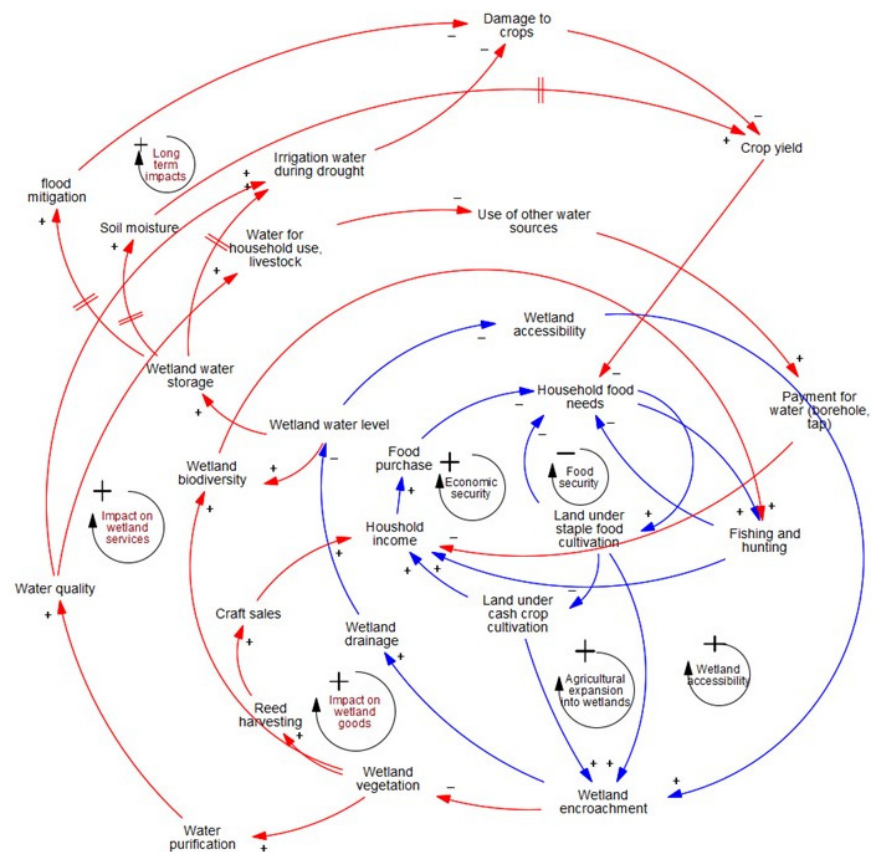 Damage to
crops
Crop yield
Long
term
impacts
Irrigation water
during drought
flood
mitigation
Soil moisture
Water for
household use,
livestock
Use of other water
sources
Wetland
accessibility
Wetland water
storage
Household food
needs
Payment for
water (borehole,
tap)
Wetland water level
Food
purchase
Wetland
biodiversity
Economic
security
Food
security
Impact on
wetland
services
Houshold
income
Land under
staple food
cultivation
Fishing and
hunting
Water quality
Craft sales
Land under
cash crop
cultivation
Wetland
drainage
Wetland
accessibility
Agricultural
expansion
into wetlands
Impact on
wetland
goods
Reed
harvesting
Wetland
vegetation
Wetland
encroachment
Water
purification